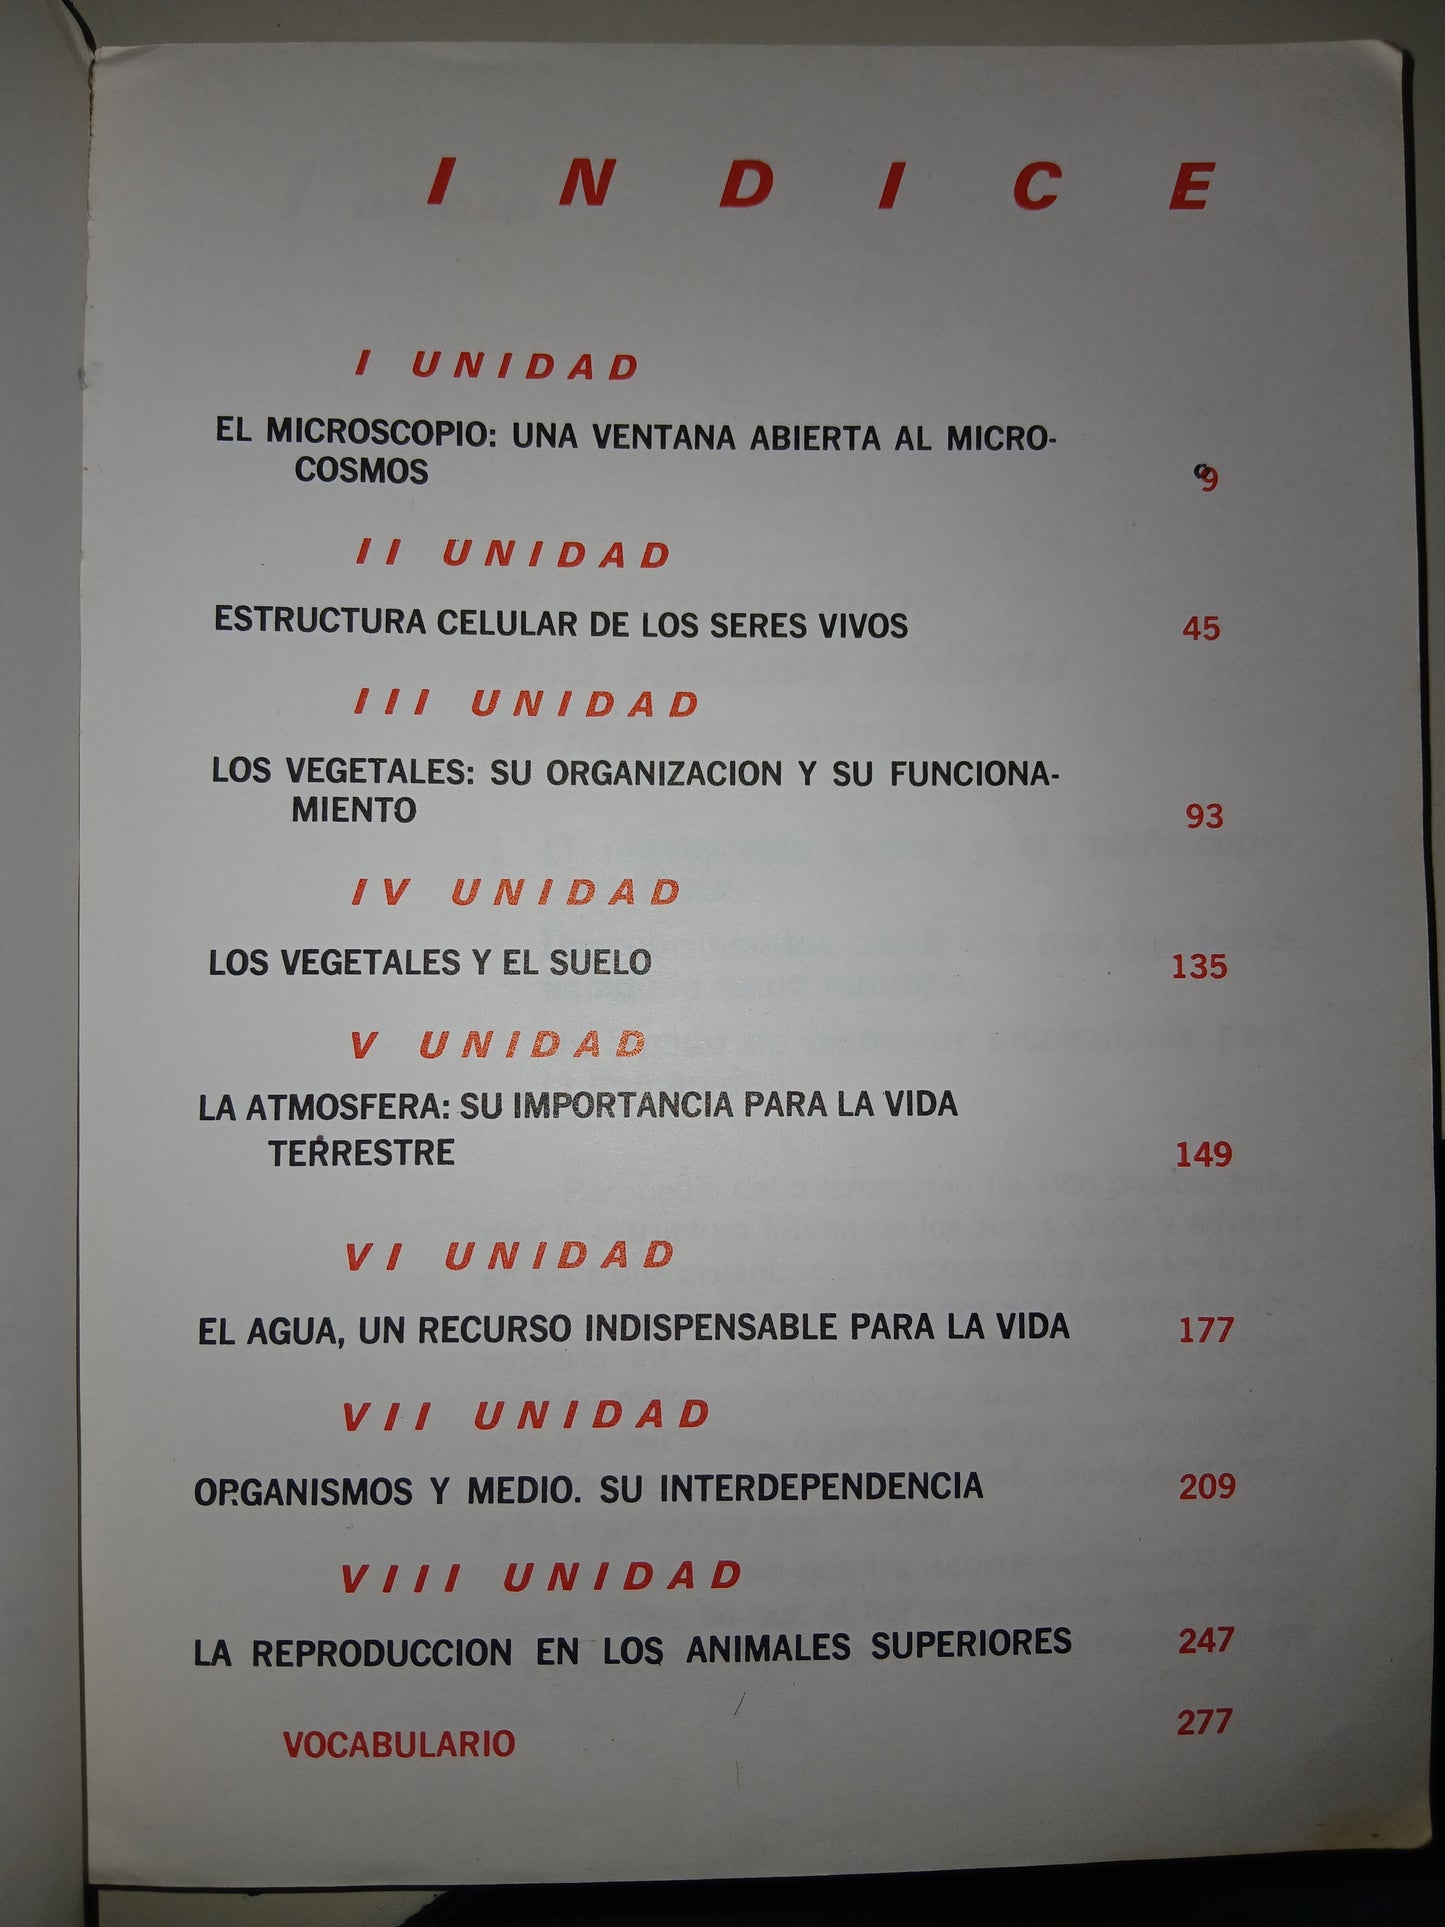 INDICE
I UNIDAD
EL MICROSCOPIO: UNA VENTANA ABIERTA AL MICRO-
COSMOS 9
II UNIDAD
ESTRUCTURA CELULAR DE LOS SERES VIVOS 45
III UNIDAD
LOS VEGETALES: SU ORGANIZACION Y SU FUNCIONA-
MIENTO 93
IV UNIDAD
LOS VEGETALES Y EL SUELO 135
V UNIDAD
LA ATMOSFERA: SU IMPORTANCIA PARA LA VIDA
TERRESTRE 149
VI UNIDAD
EL AGUA, UN RECURSO INDISPENSABLE PARA LA VIDA 177
VII UNIDAD
ORGANISMOS Y MEDIO. SU INTERDEPENDENCIA 209
VIII UNIDAD
LA REPRODUCCION EN LOS ANIMALES SUPERIORES 247
VOCABULARIO 277